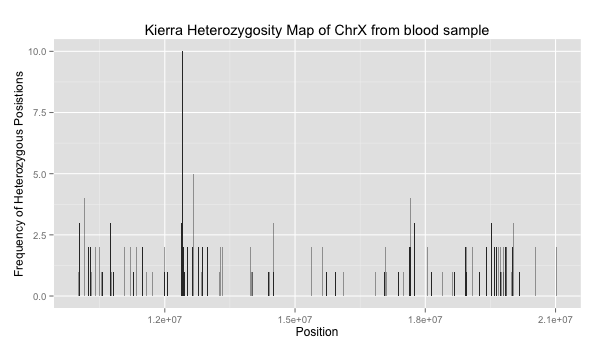 Kierra Heterozygosity Map of ChrX from blood sample
Frequency of Heterozygous Posistions
10.0
7.5
5.0
2.5
0.0
1.2e+07 1.5e+07 1.8e+07 2.1e+07
Position